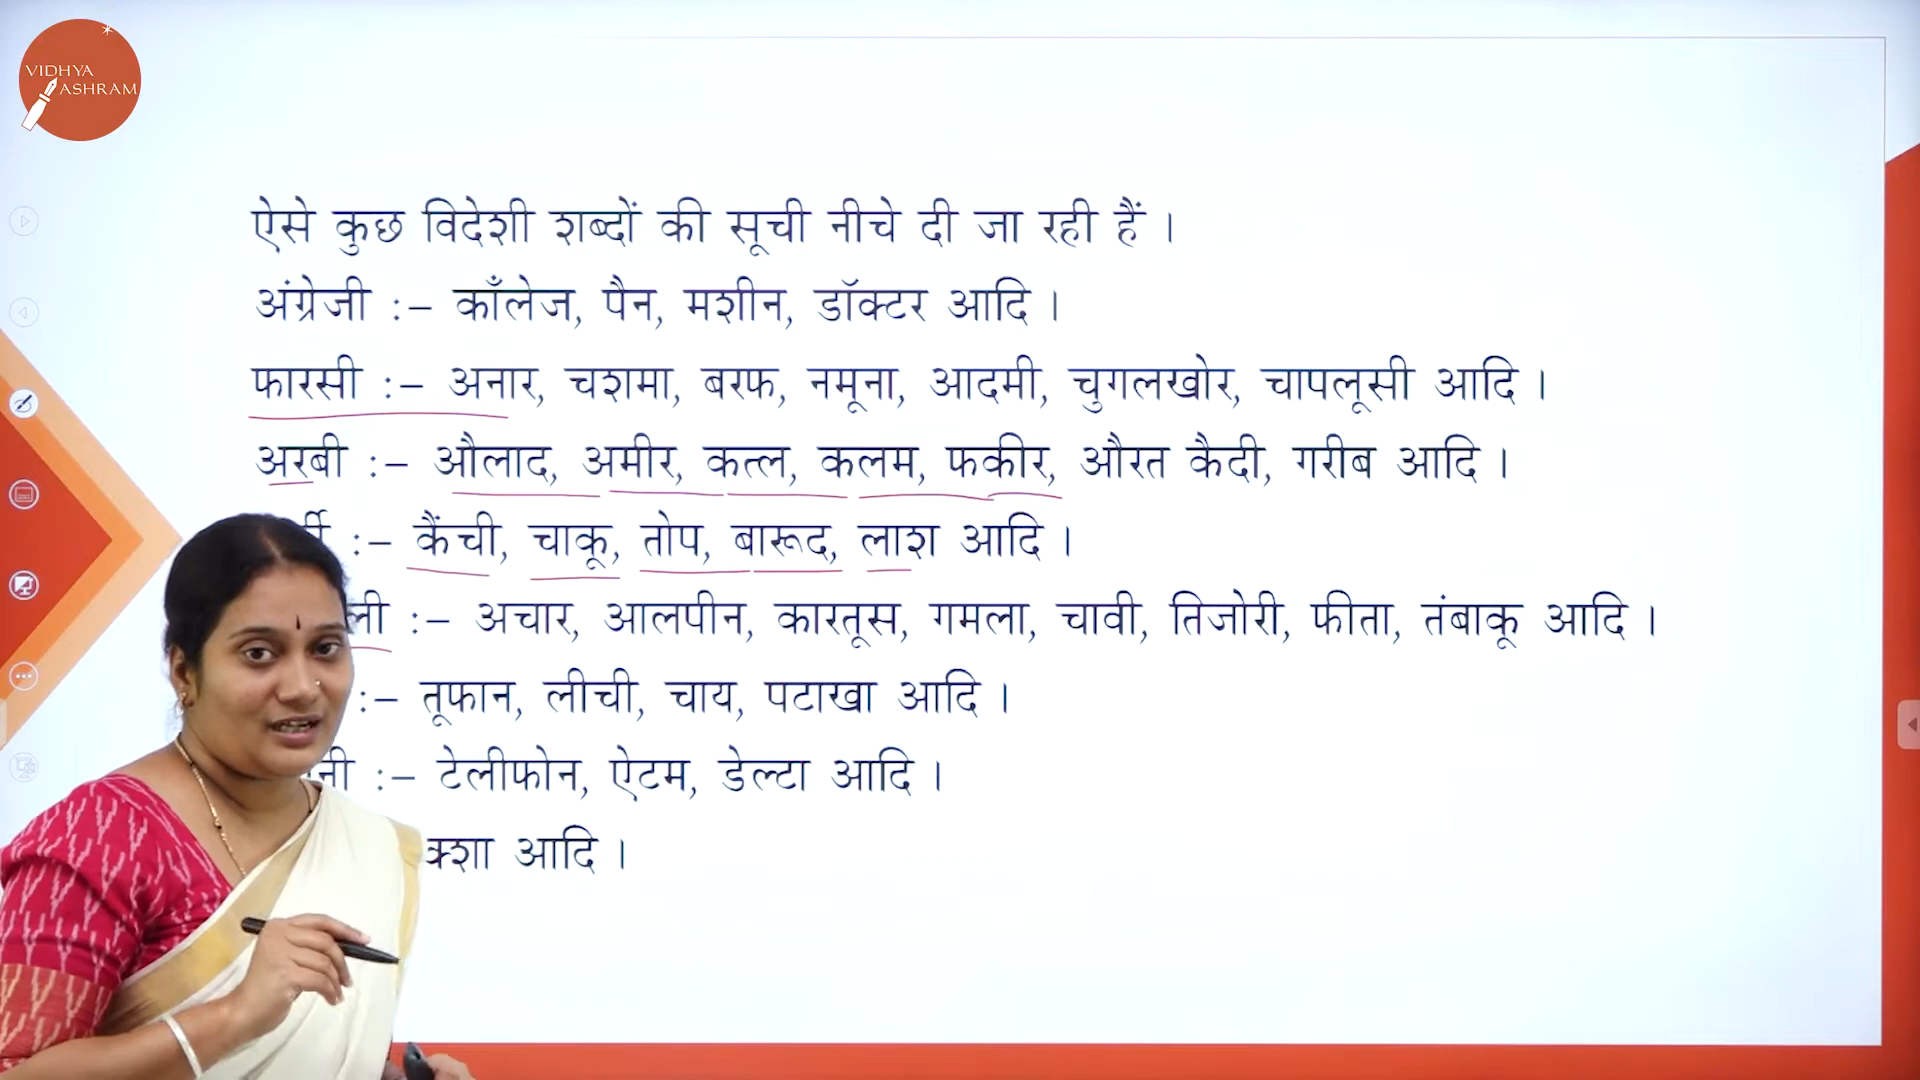 VIDHYA
ASHRAM
ऐसे कुछ विदेशी शब्दों की सूची नीचे दी जा रही हैं ।
अंग्रेजी :– कॉंलेज, पैन, मशीन, डॉक्टर आदि ।
फारसी :– अनार, चशमा, बरफ, नमूना, आदमी, चुगलखोर, चापलूसी आदि ।
अरबी :– औलाद, अमीर, कत्ल, कलम, फकीर, औरत कैदी, गरीब आदि ।
:– कैंची, चाकू, तोप, बारूद, लाश आदि ।
:– अचार, आलपीन, कारतूस, गमला, चावी, तिजोरी, फीता, तंबाकू आदि ।
:– तूफान, लीची, चाय, पटाखा आदि ।
:– टेलीफोन, ऐटम, डेल्टा आदि ।
आदि ।